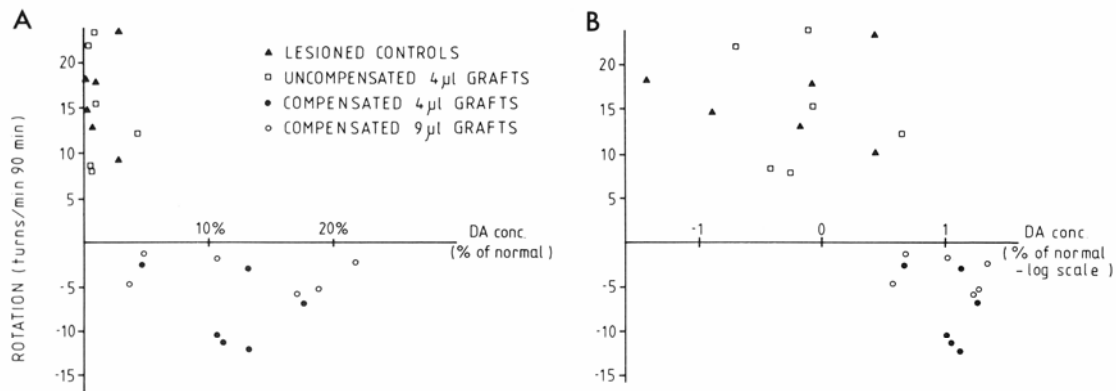 A
ROTATION (turns/min 90 min)
20
15
10
5
-5
-10
-15
10% 20%
DA conc.
(% of normal)
▲ LESIONED CONTROLS
□ UNCOMPENSATED 4µl GRAFTS
● COMPENSATED 4µl GRAFTS
○ COMPENSATED 9µl GRAFTS
B
20
15
10
5
-5
-10
-15
-1 0 1
DA conc.
(% of normal
-log scale)